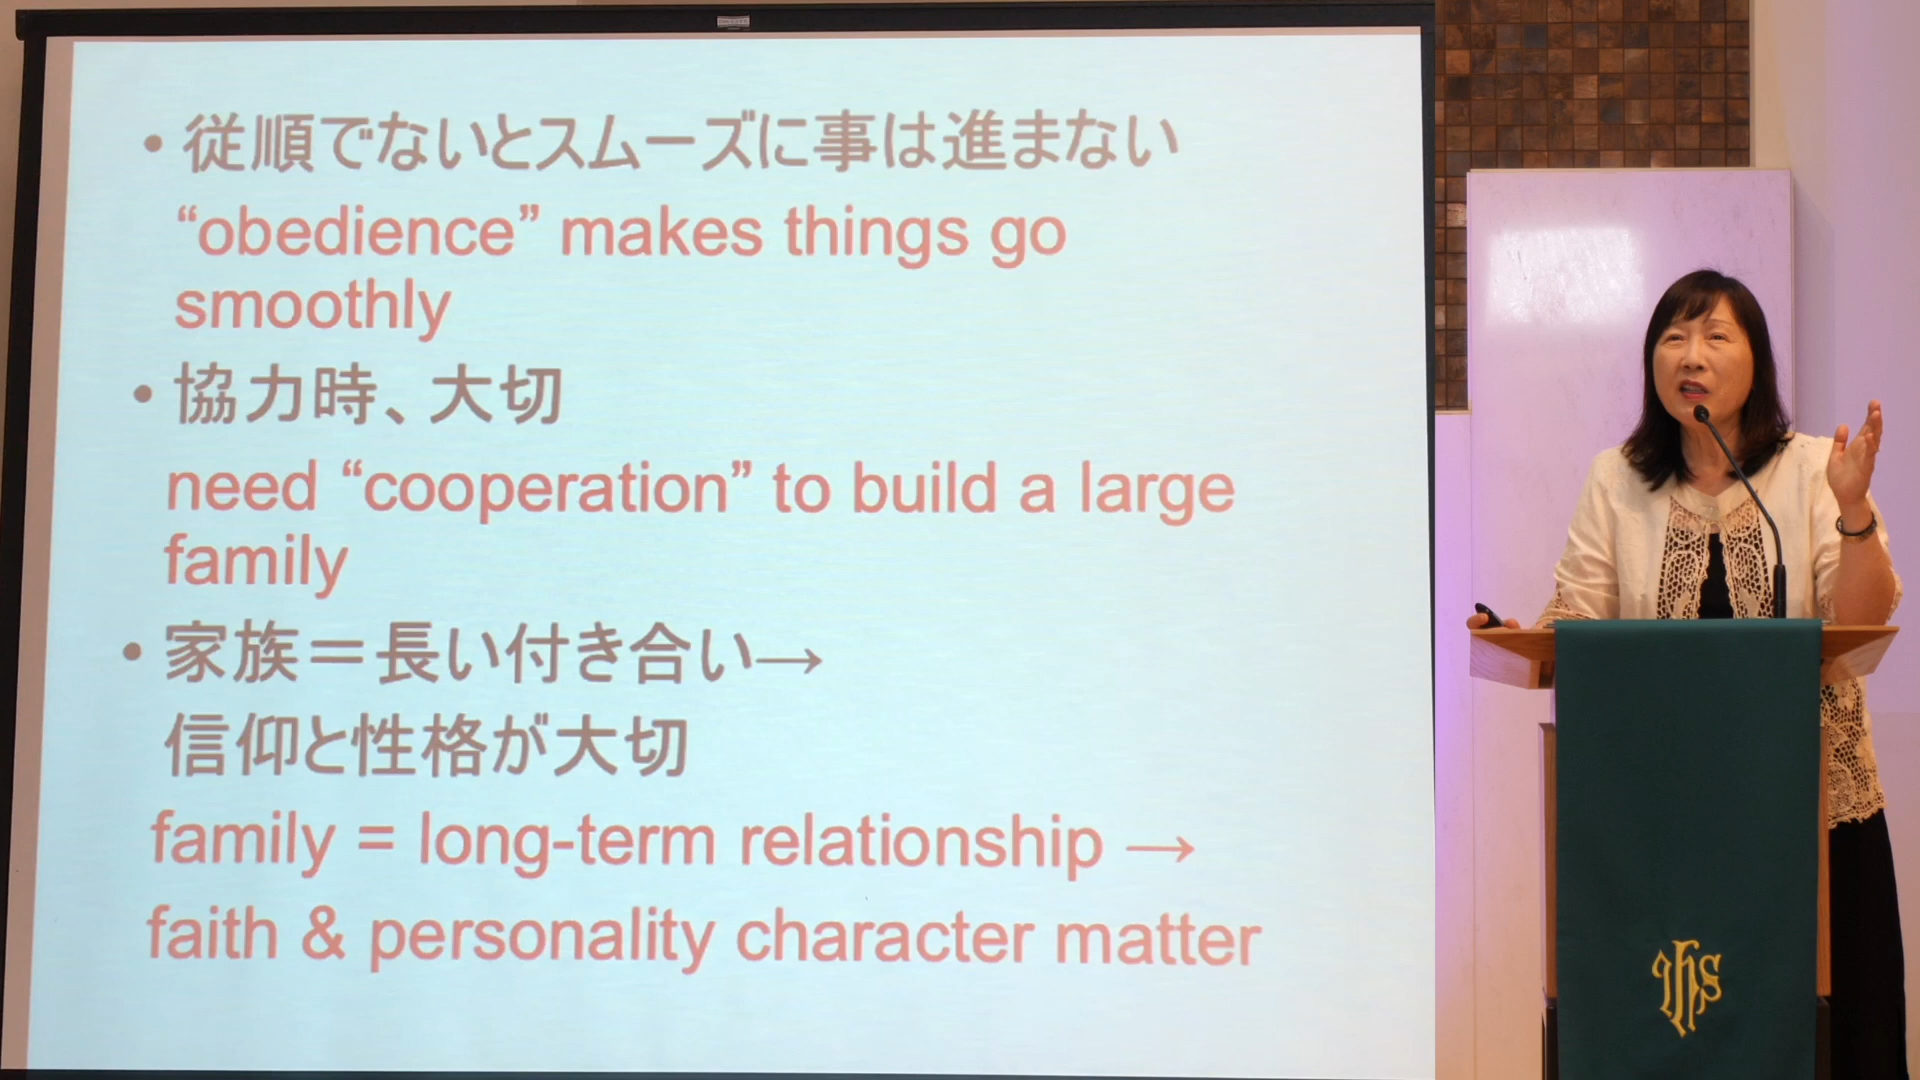 • 従順でないとスムーズに事は進まない
“obedience” makes things go
smoothly
• 協力時、大切
need “cooperation” to build a large
family
• 家族＝長い付き合い→
信仰と性格が大切
family = long-term relationship →
faith & personality character matter
IHS